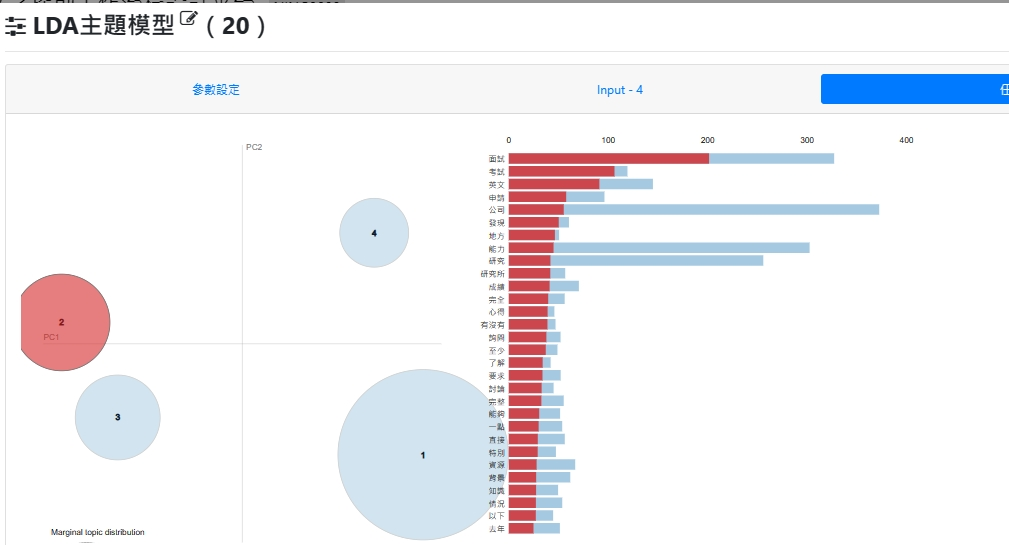 LDA主題模型（20）
參數設定
Input - 4
PC2
4
2
PC1
3
1
Marginal topic distribution
0
100
200
300
400
面試
考試
英文
申請
公司
發現
地方
能力
研究
研究所
成績
完全
心得
有沒有
詢問
至少
了解
要求
討論
完整
能夠
一點
直接
特別
資源
背景
知識
情況
以下
去年